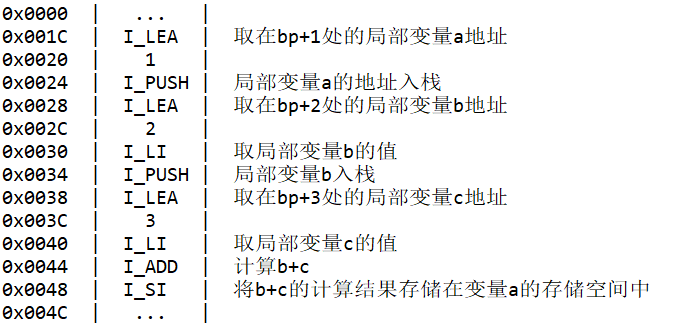 0x0000 | ... |
0x001C | I_LEA | 取在bp+1处的局部变量a地址
0x0020 | 1 |
0x0024 | I_PUSH | 局部变量a的地址入栈
0x0028 | I_LEA | 取在bp+2处的局部变量b地址
0x002C | 2 |
0x0030 | I_LI | 取局部变量b的值
0x0034 | I_PUSH | 局部变量b入栈
0x0038 | I_LEA | 取在bp+3处的局部变量c地址
0x003C | 3 |
0x0040 | I_LI | 取局部变量c的值
0x0044 | I_ADD | 计算b+c
0x0048 | I_SI | 将b+c的计算结果存储在变量a的存储空间中
0x004C | ... |